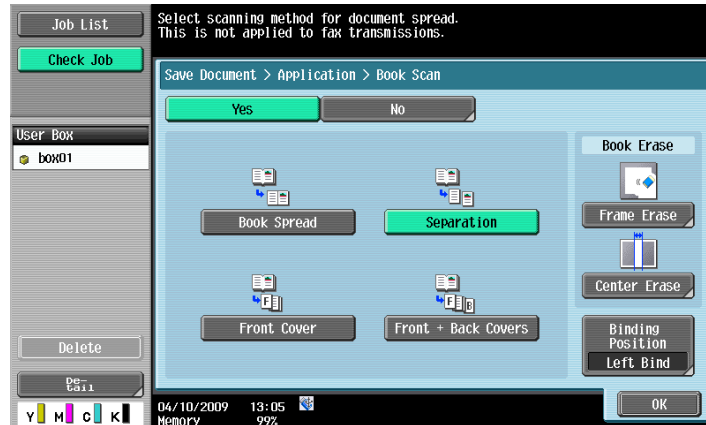 Job List
Select scanning method for document spread.
This is not applied to fax transmissions.
Check Job
Save Document > Application > Book Scan
Yes
No
User Box
box01
Book Erase
Book Spread
Separation
Frame Erase
Center Erase
F
F B
Front Cover
Front + Back Covers
Binding
Position
Left Bind
Delete
De-
tail
Y M C K
04/10/2009 13:05
Memory 99%
OK